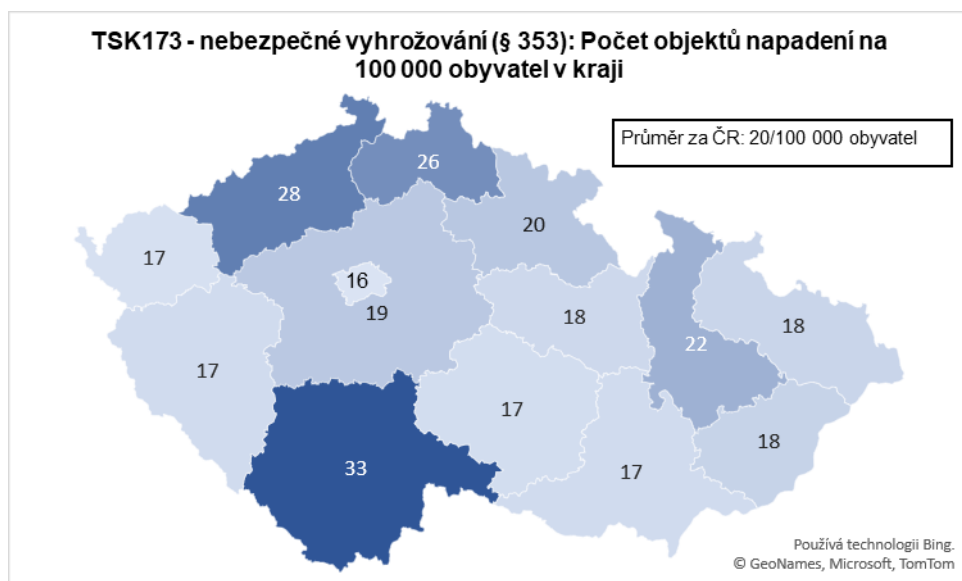 TSK173 - nebezpečné vyhrožování (§ 353): Počet objektů napadení na
100 000 obyvatel v kraji
Průměr za ČR: 20/100 000 obyvatel
26
28
20
17
16
19
18
18
22
17
17
18
33
17
Používá technologii Bing.
© GeoNames, Microsoft, TomTom